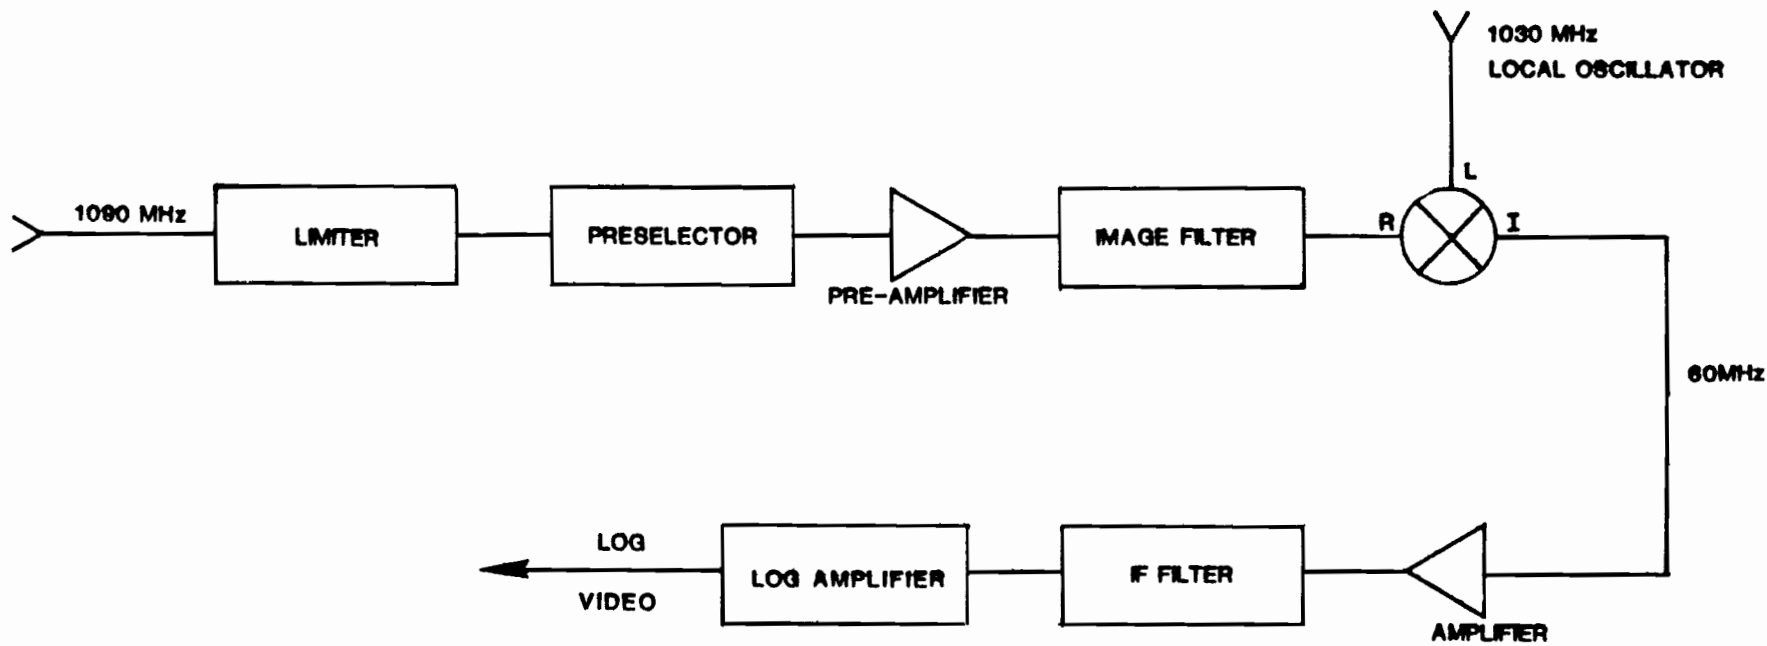 1030 MHz
LOCAL OSCILLATOR
L
1090 MHz
LIMITER
PRESELECTOR
PRE-AMPLIFIER
IMAGE FILTER
R
I
60MHz
LOG
VIDEO
LOG AMPLIFIER
IF FILTER
AMPLIFIER